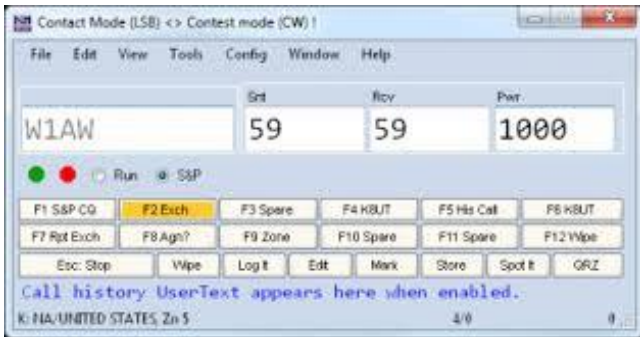 Contact Mode (LSB) <> Contest mode (CW) !
File Edit View Tools Config Window Help
Snt Rcv Pwr
W1AW 59 59 1000
Run S&P
F1 S&P CQ F2 Exch F3 Spare F4 K8UT F5 His Call F6 K8UT
F7 Rpt Exch F8 Agn? F9 Zone F10 Spare F11 Spare F12 Wipe
Esc: Stop Wipe Log It Edit Mark Store Spot It QRZ
Call history UserText appears here when enabled.
K: NA/UNITED STATES, Zn 5 4/0 0